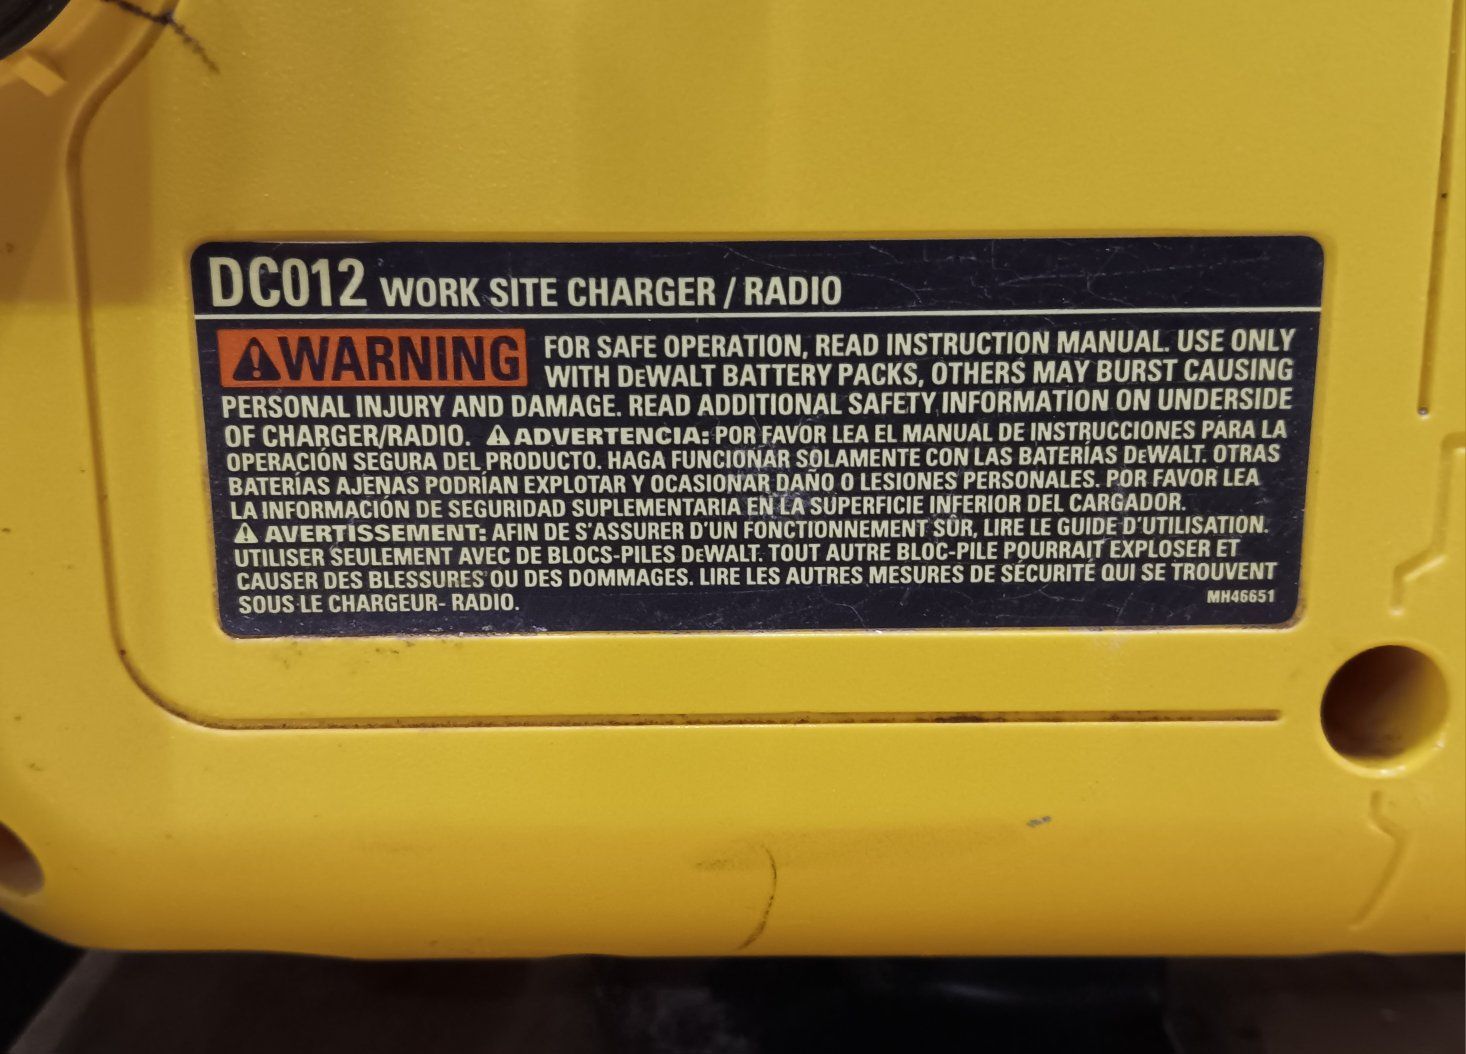 DC012 WORK SITE CHARGER / RADIO
⚠WARNING FOR SAFE OPERATION, READ INSTRUCTION MANUAL. USE ONLY
WITH DEWALT BATTERY PACKS, OTHERS MAY BURST CAUSING
PERSONAL INJURY AND DAMAGE. READ ADDITIONAL SAFETY INFORMATION ON UNDERSIDE
OF CHARGER/RADIO. ⚠ADVERTENCIA: POR FAVOR LEA EL MANUAL DE INSTRUCCIONES PARA LA
OPERACIÓN SEGURA DEL PRODUCTO. HAGA FUNCIONAR SOLAMENTE CON LAS BATERÍAS DEWALT. OTRAS
BATERÍAS AJENAS PODRÍAN EXPLOTAR Y OCASIONAR DAÑO O LESIONES PERSONALES. POR FAVOR LEA
LA INFORMACIÓN DE SEGURIDAD SUPLEMENTARIA EN LA SUPERFICIE INFERIOR DEL CARGADOR.
⚠ AVERTISSEMENT: AFIN DE S'ASSURER D'UN FONCTIONNEMENT SÛR, LIRE LE GUIDE D'UTILISATION.
UTILISER SEULEMENT AVEC DE BLOCS-PILES DEWALT. TOUT AUTRE BLOC-PILE POURRAIT EXPLOSER ET
CAUSER DES BLESSURES OU DES DOMMAGES. LIRE LES AUTRES MESURES DE SÉCURITÉ QUI SE TROUVENT
SOUS LE CHARGEUR- RADIO.
MH46651